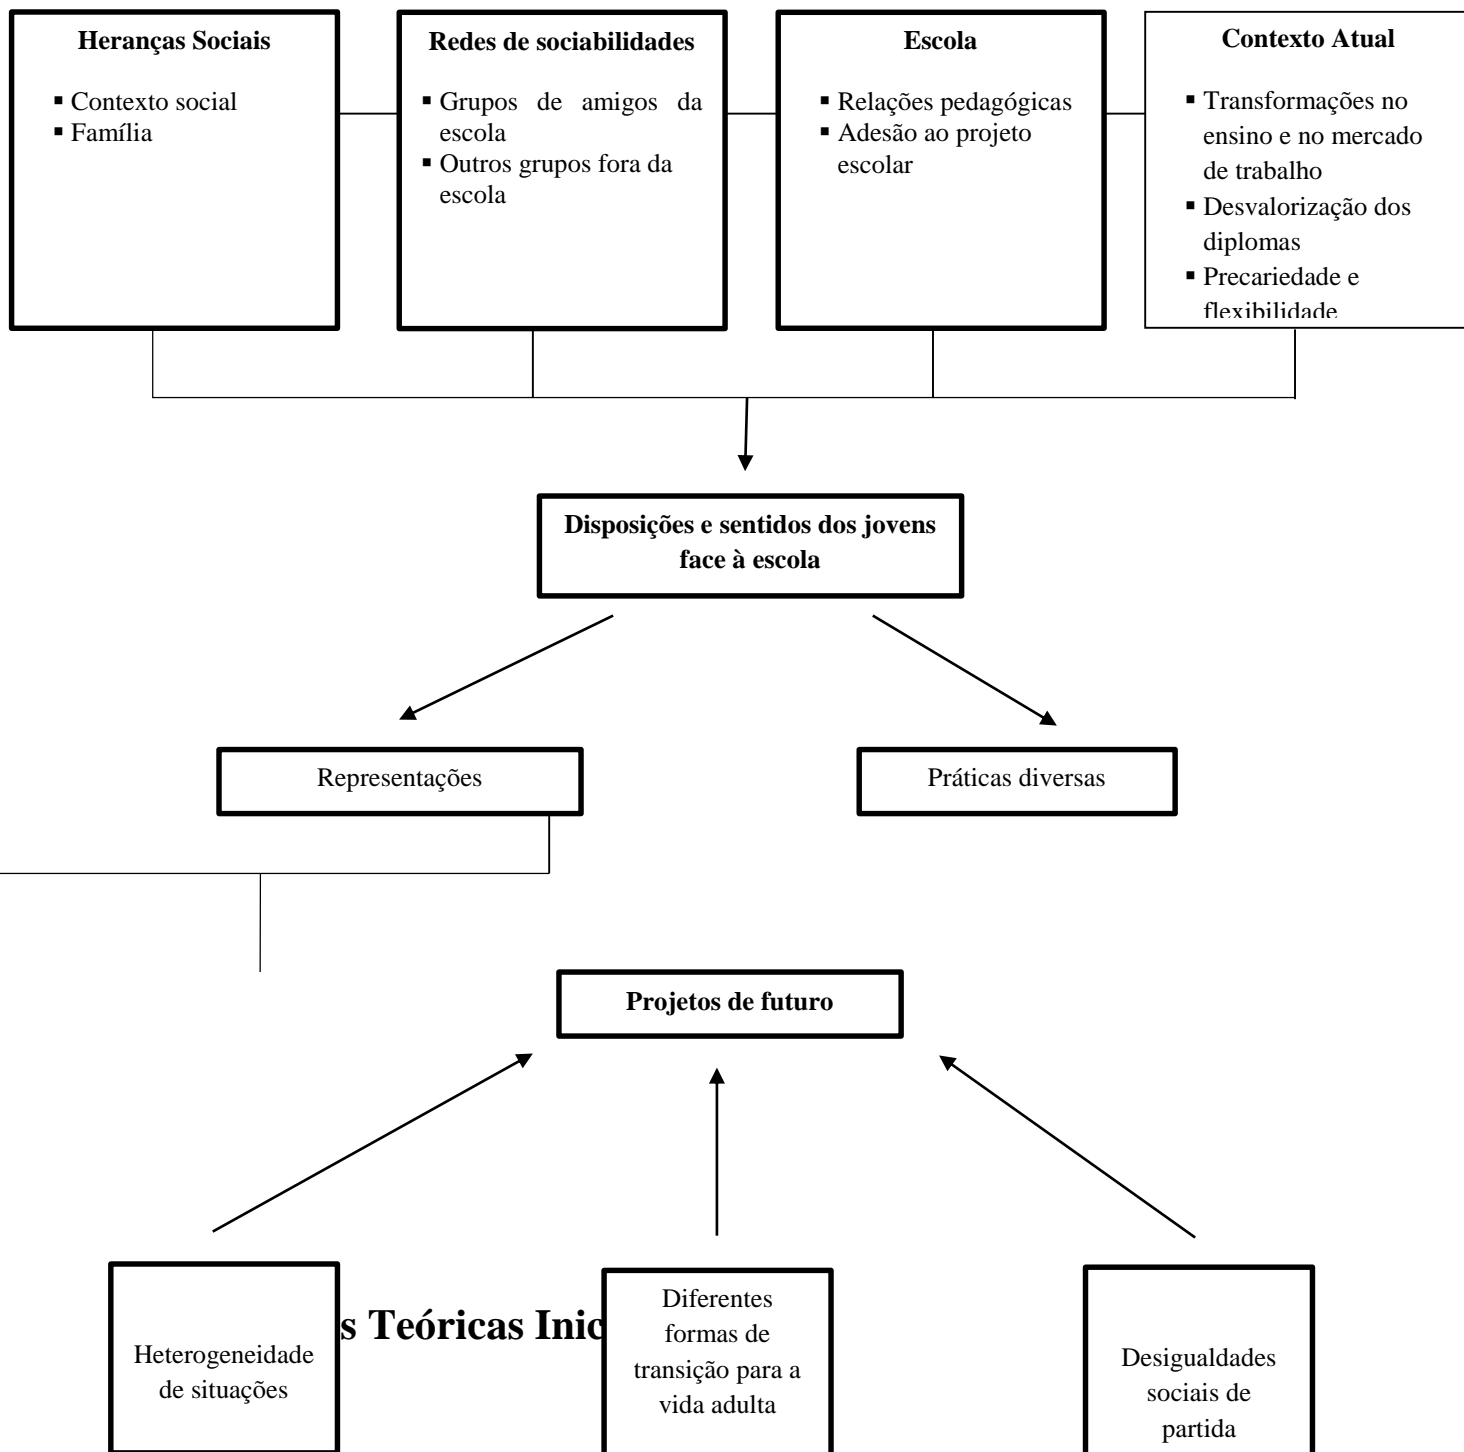 Heranças Sociais
▪ Contexto social
▪ Família
Redes de sociabilidades
▪ Grupos de amigos da
escola
▪ Outros grupos fora da
escola
Escola
▪ Relações pedagógicas
▪ Adesão ao projeto
escolar
Contexto Atual
▪ Transformações no
ensino e no mercado
de trabalho
▪ Desvalorização dos
diplomas
▪ Precariedade e
flexibilidade
Disposições e sentidos dos jovens
face à escola
Representações
Práticas diversas
Projetos de futuro
Heterogeneidade
de situações
s Teóricas Inic
Diferentes
formas de
transição para a
vida adulta
Desigualdades
sociais de
partida